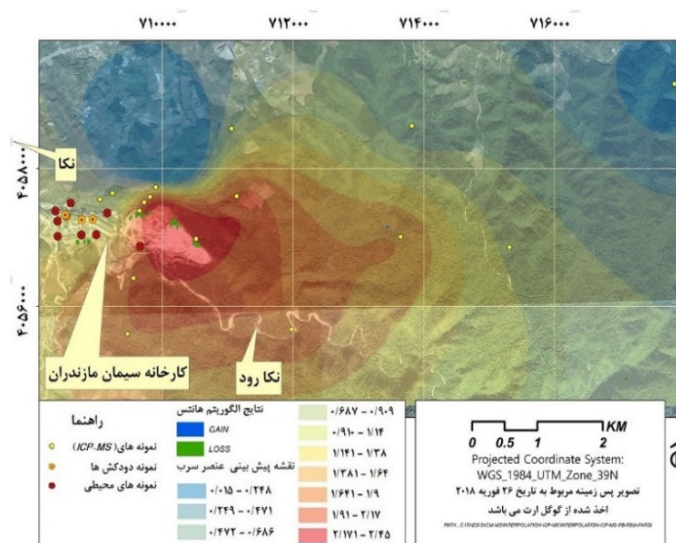 ۷۱۰۰۰۰ ۷۱۲۰۰۰ ۷۱۴۰۰۰ ۷۱۶۰۰۰
۴۰۵۸۰۰۰
نکا
۴۰۵۶۰۰۰
کارخانه سیمان مازندران
نکا رود
راهنما
نمونه های (ICP-MS)
نمونه دودکش ها
نمونه های محیطی
نتایج الگوریتم هانتس
GAIN
LOSS
نقشه پیش بینی عنصر سرب
۰/۰۱۵ – ۰/۲۴۸
۰/۲۴۹ – ۰/۴۷۱
۰/۴۷۲ – ۰/۶۸۶
۰/۶۸۷ – ۰/۹۰۹
۰/۹۱۰ – ۱/۱۴
۱/۱۴۱ – ۱/۳۸
۱/۳۸۱ – ۱/۶۴
۱/۶۴۱ – ۱/۹
۱/۹۱ – ۲/۱۷
۲/۱۷۱ – ۲/۴۵
KM
0 0.5 1 2
Projected Coordinate System:
WGS_1984_UTM_Zone_39N
تصویر پس زمینه مربوط به تاریخ ۲۶ فوریه ۲۰۱۸
اخذ شده از گوگل ارث می باشد